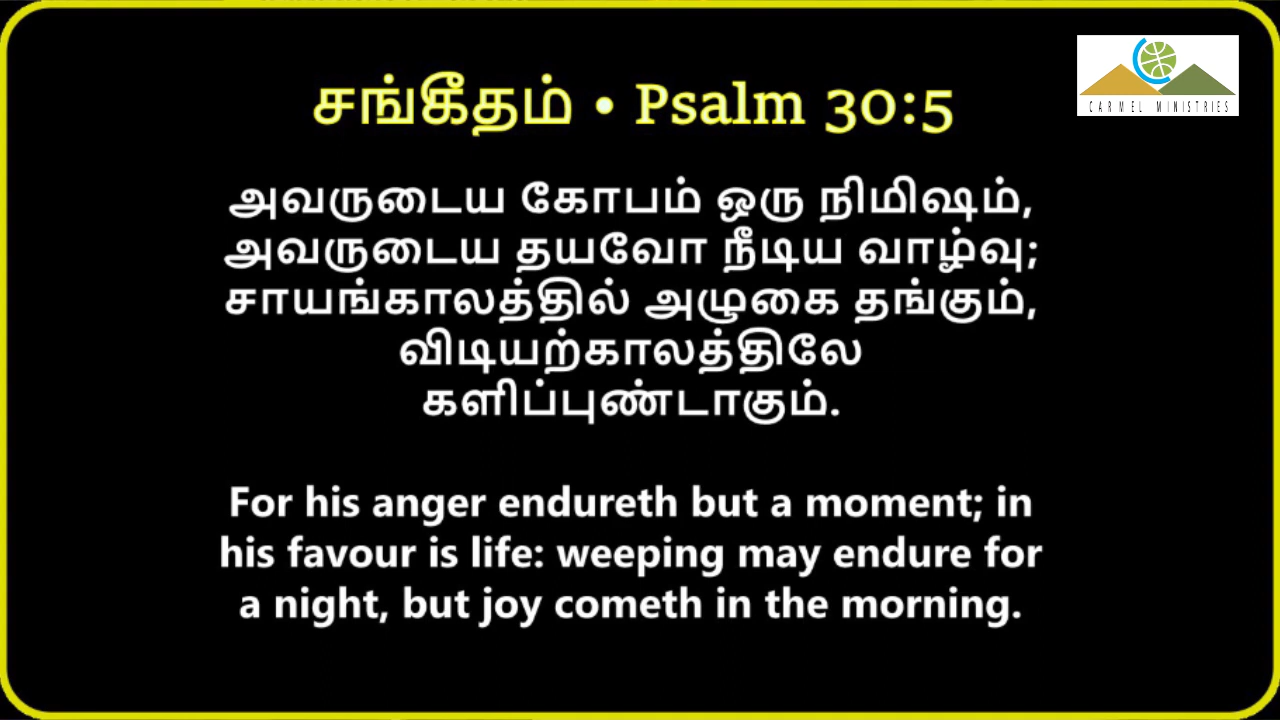 சங்கீதம் • Psalm 30:5
CARMEL MINISTRIES
அவருடைய கோபம் ஒரு நிமிஷம்,
அவருடைய தயவோ நீடிய வாழ்வு;
சாயங்காலத்தில் அழுகை தங்கும்,
விடியற்காலத்திலே
களிப்புண்டாகும்.
For his anger endureth but a moment; in
his favour is life: weeping may endure for
a night, but joy cometh in the morning.